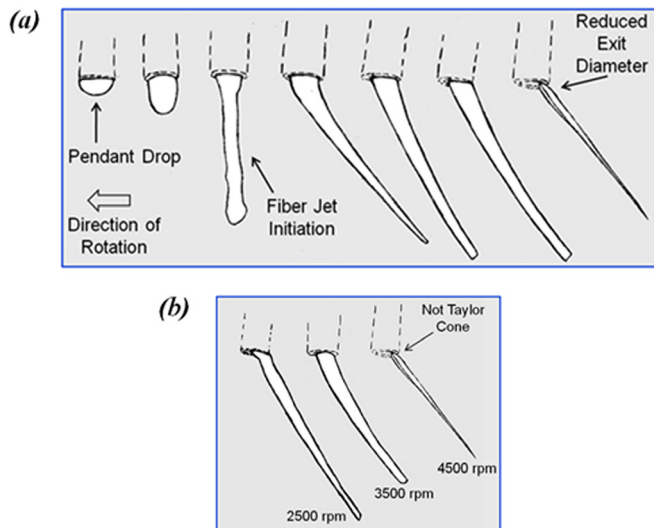 (a)
Reduced
Exit
Diameter
Pendant Drop
Direction of
Rotation
Fiber Jet
Initiation
(b)
Not Taylor
Cone
2500 rpm
3500 rpm
4500 rpm